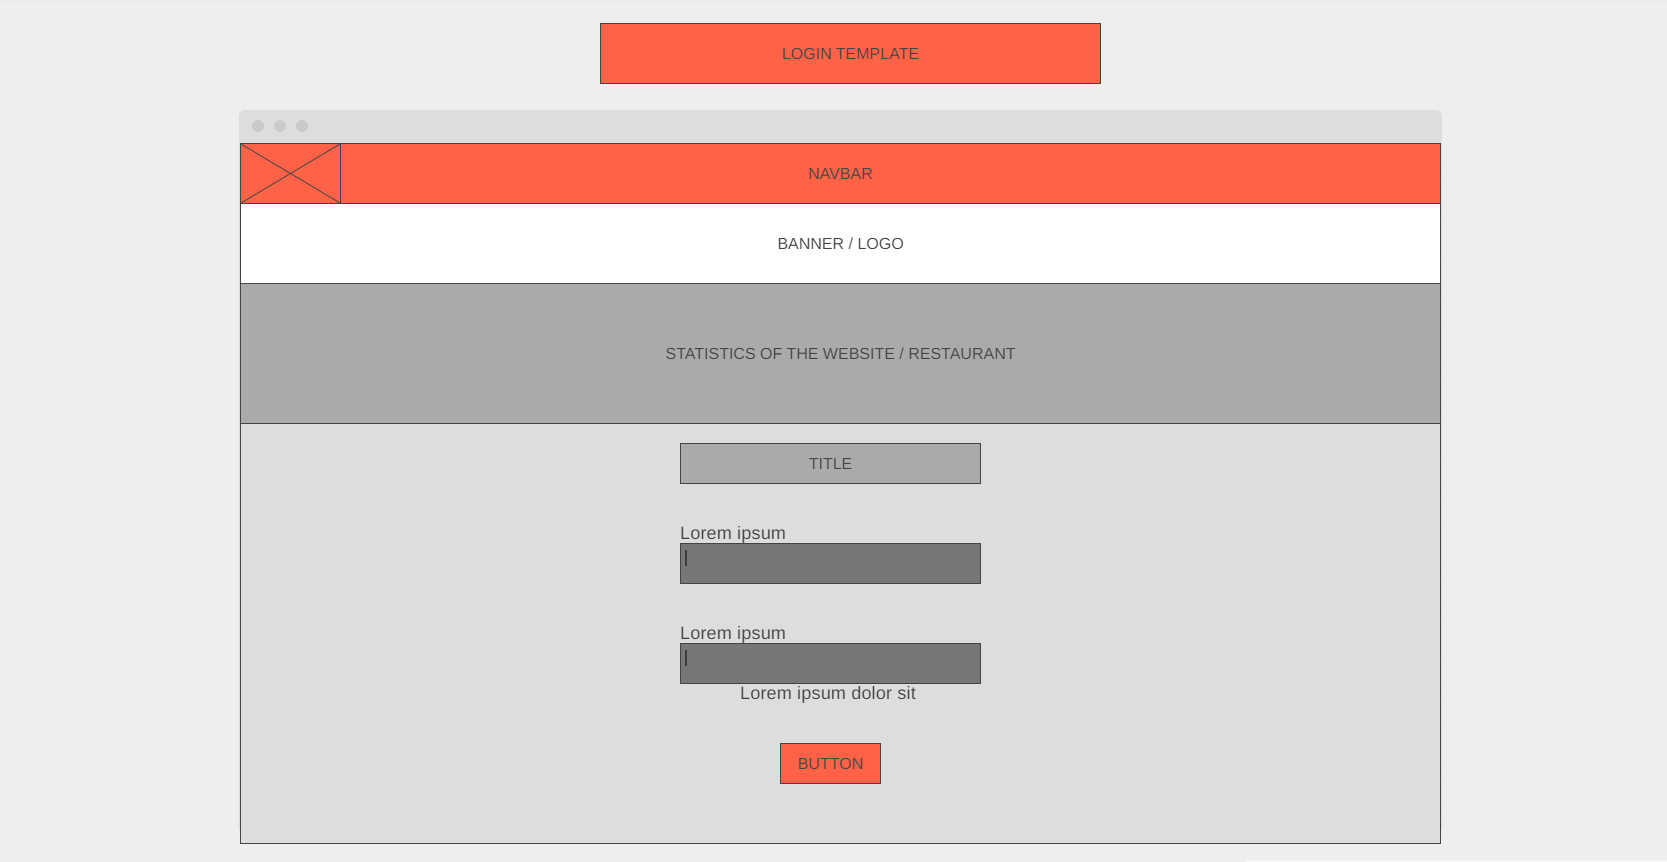 LOGIN TEMPLATE
NAVBAR
BANNER / LOGO
STATISTICS OF THE WEBSITE / RESTAURANT
TITLE
Lorem ipsum
Lorem ipsum
Lorem ipsum dolor sit
BUTTON